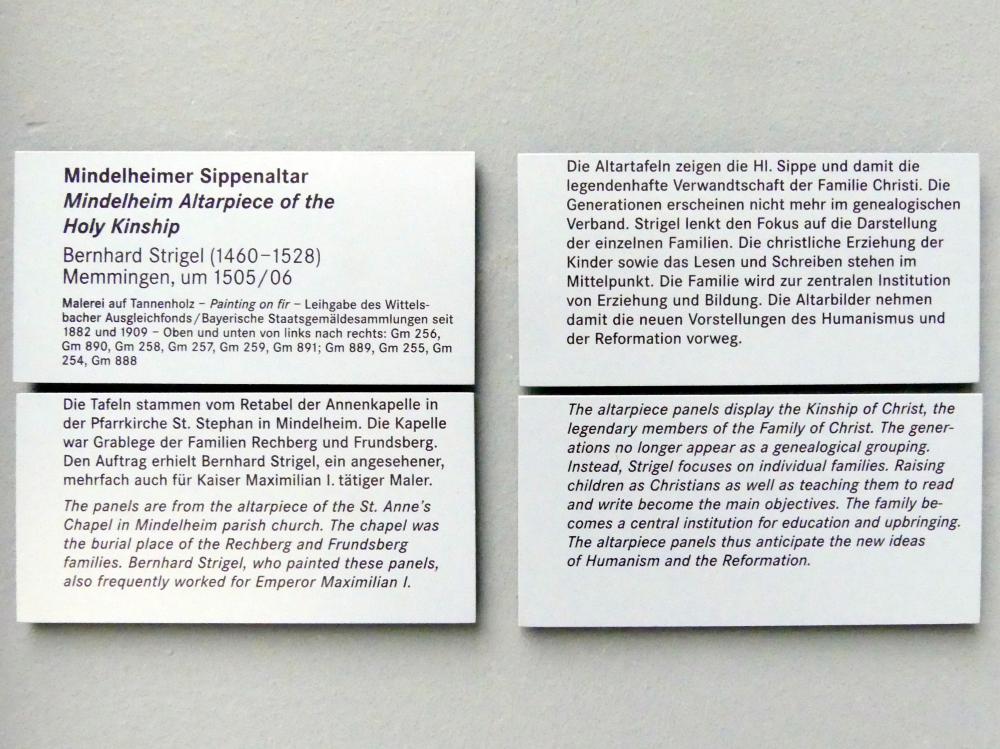 Mindelheimer Sippenaltar
Mindelheim Altarpiece of the
Holy Kinship
Bernhard Strigel (1460–1528)
Memmingen, um 1505/06
Malerei auf Tannenholz – Painting on fir – Leihgabe des Wittels-
bacher Ausgleichfonds/Bayerische Staatsgemäldesammlungen seit
1882 und 1909 – Oben und unten von links nach rechts: Gm 256,
Gm 890, Gm 258, Gm 257, Gm 259, Gm 891; Gm 889, Gm 255, Gm
254, Gm 888
Die Tafeln stammen vom Retabel der Annenkapelle in
der Pfarrkirche St. Stephan in Mindelheim. Die Kapelle
war Grablege der Familien Rechberg und Frundsberg.
Den Auftrag erhielt Bernhard Strigel, ein angesehener,
mehrfach auch für Kaiser Maximilian I. tätiger Maler.
The panels are from the altarpiece of the St. Anne's
Chapel in Mindelheim parish church. The chapel was
the burial place of the Rechberg and Frundsberg
families. Bernhard Strigel, who painted these panels,
also frequently worked for Emperor Maximilian I.
Die Altartafeln zeigen die Hl. Sippe und damit die
legendenhafte Verwandtschaft der Familie Christi. Die
Generationen erscheinen nicht mehr im genealogischen
Verband. Strigel lenkt den Fokus auf die Darstellung
der einzelnen Familien. Die christliche Erziehung der
Kinder sowie das Lesen und Schreiben stehen im
Mittelpunkt. Die Familie wird zur zentralen Institution
von Erziehung und Bildung. Die Altarbilder nehmen
damit die neuen Vorstellungen des Humanismus und
der Reformation vorweg.
The altarpiece panels display the Kinship of Christ, the
legendary members of the Family of Christ. The gener-
ations no longer appear as a genealogical grouping.
Instead, Strigel focuses on individual families. Raising
children as Christians as well as teaching them to read
and write become the main objectives. The family be-
comes a central institution for education and upbringing.
The altarpiece panels thus anticipate the new ideas
of Humanism and the Reformation.